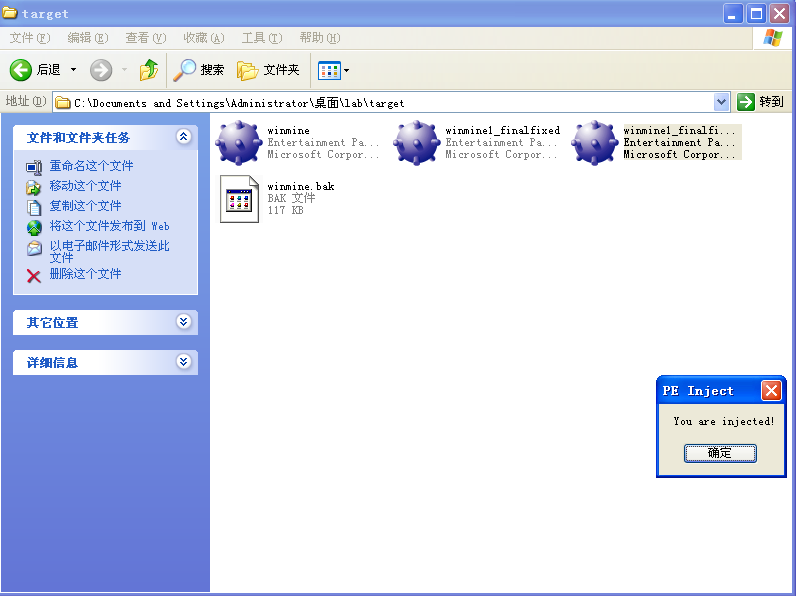 target
文件(F) 编辑(E) 查看(V) 收藏(A) 工具(T) 帮助(H)
后退 搜索 文件夹
地址(D) C:\Documents and Settings\Administrator\桌面\lab\target 转到
文件和文件夹任务
重命名这个文件
移动这个文件
复制这个文件
将这个文件发布到 Web
以电子邮件形式发送此
文件
删除这个文件
其它位置
详细信息
winmine
Entertainment Pa...
Microsoft Corpor...
winmine1_finalfixed
Entertainment Pa...
Microsoft Corpor...
winmine1_finalfi...
Entertainment Pa...
Microsoft Corpor...
winmine.bak
BAK 文件
117 KB
PE Inject
You are injected!
确定